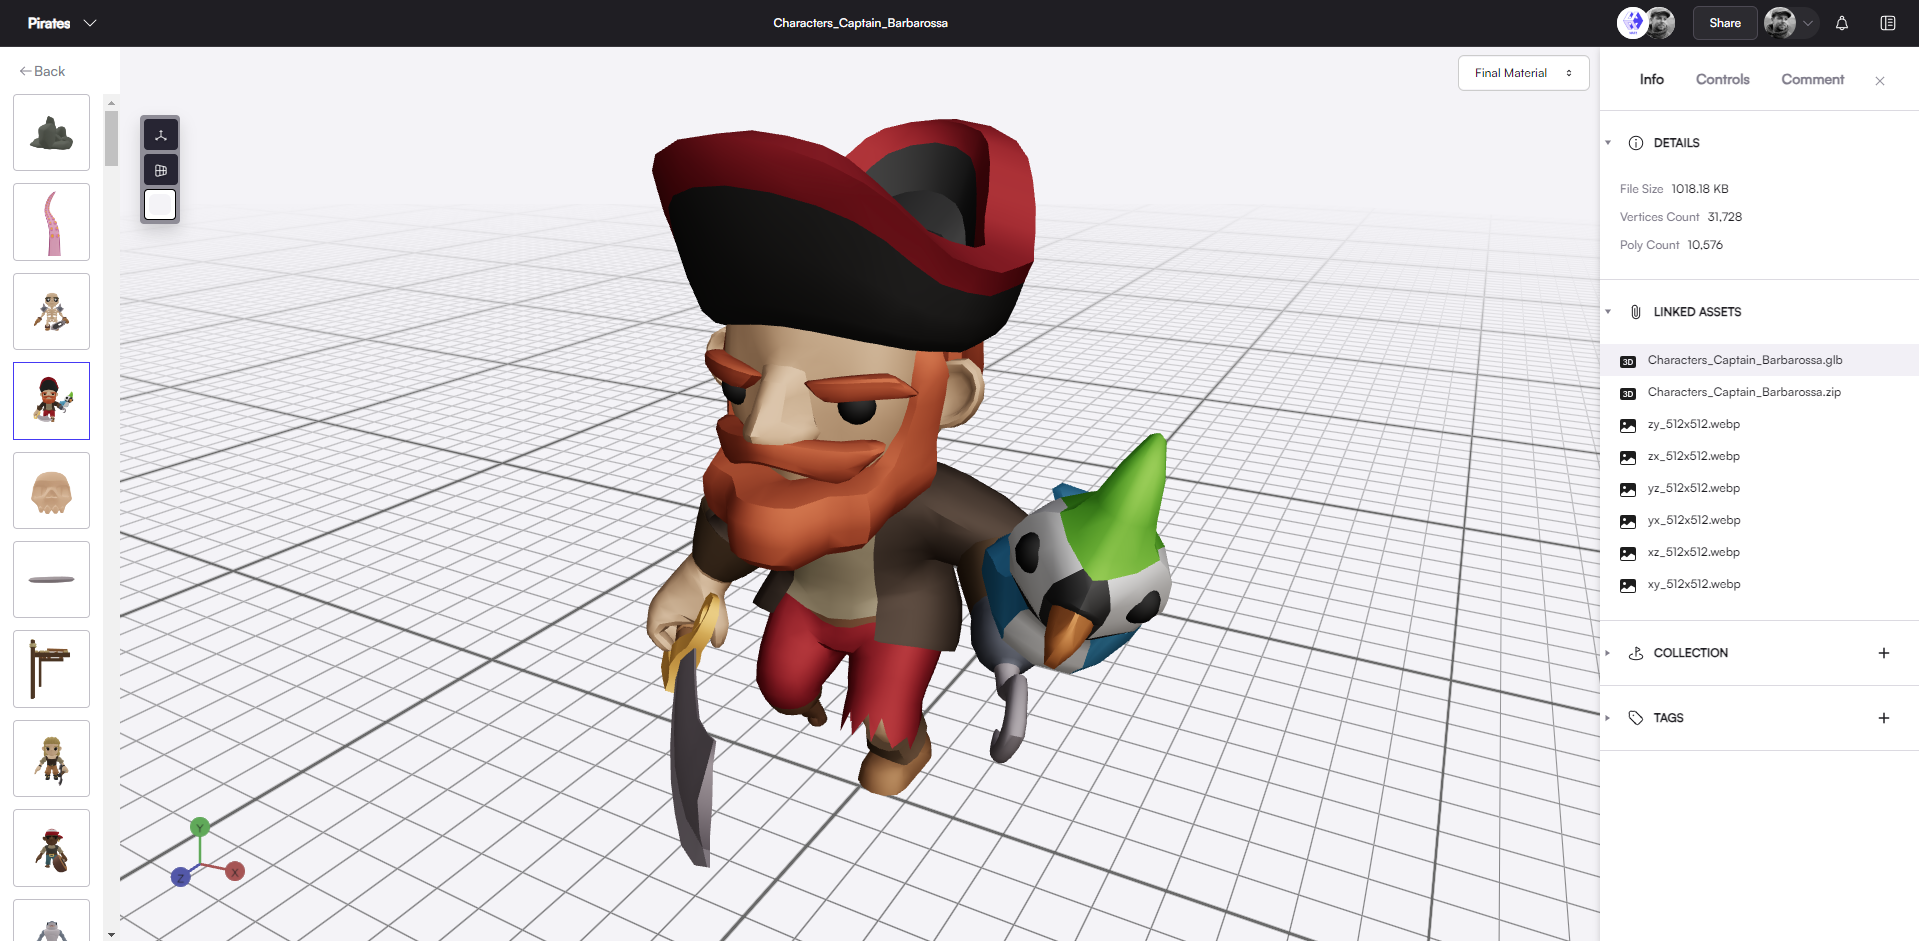 Pirates
Characters_Captain_Barbarossa
Share
Back
Final Material
Info
Controls
Comment
DETAILS
File Size 1018.18 KB
Vertices Count 31,728
Poly Count 10,576
LINKED ASSETS
3D Characters_Captain_Barbarossa.glb
3D Characters_Captain_Barbarossa.zip
zy_512x512.webp
zx_512x512.webp
yz_512x512.webp
yx_512x512.webp
xz_512x512.webp
xy_512x512.webp
COLLECTION
TAGS
Y
Z
X